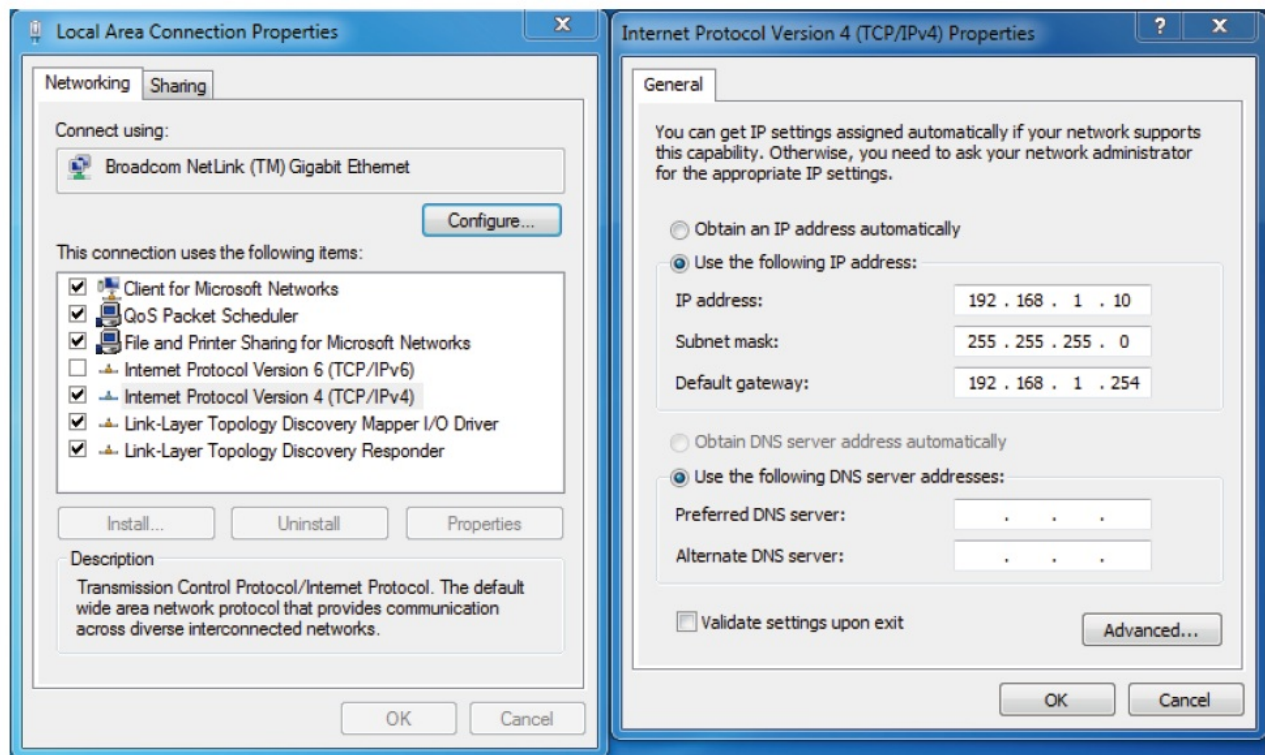 Local Area Connection Properties
Networking
Sharing
Connect using:
Broadcom NetLink (TM) Gigabit Ethernet
Configure...
This connection uses the following items:
Client for Microsoft Networks
QoS Packet Scheduler
File and Printer Sharing for Microsoft Networks
Internet Protocol Version 6 (TCP/IPv6)
Internet Protocol Version 4 (TCP/IPv4)
Link-Layer Topology Discovery Mapper I/O Driver
Link-Layer Topology Discovery Responder
Install...
Uninstall
Properties
Description
Transmission Control Protocol/Internet Protocol. The default
wide area network protocol that provides communication
across diverse interconnected networks.
OK
Cancel
Internet Protocol Version 4 (TCP/IPv4) Properties
General
You can get IP settings assigned automatically if your network supports
this capability. Otherwise, you need to ask your network administrator
for the appropriate IP settings.
Obtain an IP address automatically
Use the following IP address:
IP address: 192 . 168 . 1 . 10
Subnet mask: 255 . 255 . 255 . 0
Default gateway: 192 . 168 . 1 . 254
Obtain DNS server address automatically
Use the following DNS server addresses:
Preferred DNS server: . . .
Alternate DNS server: . . .
Validate settings upon exit
Advanced...
OK
Cancel